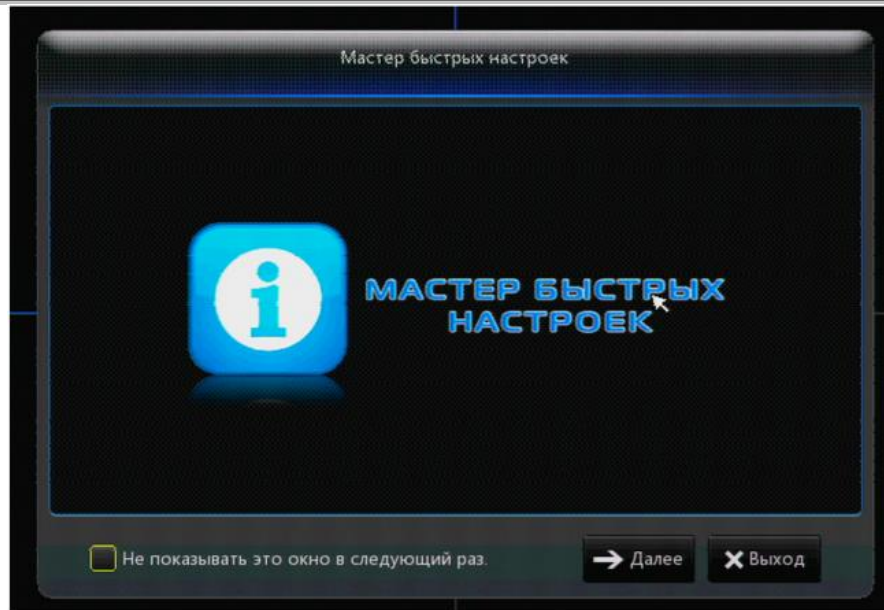 Мастер быстрых настроек
МАСТЕР БЫСТРЫХ
НАСТРОЕК
Не показывать это окно в следующий раз.
Далее
Выход